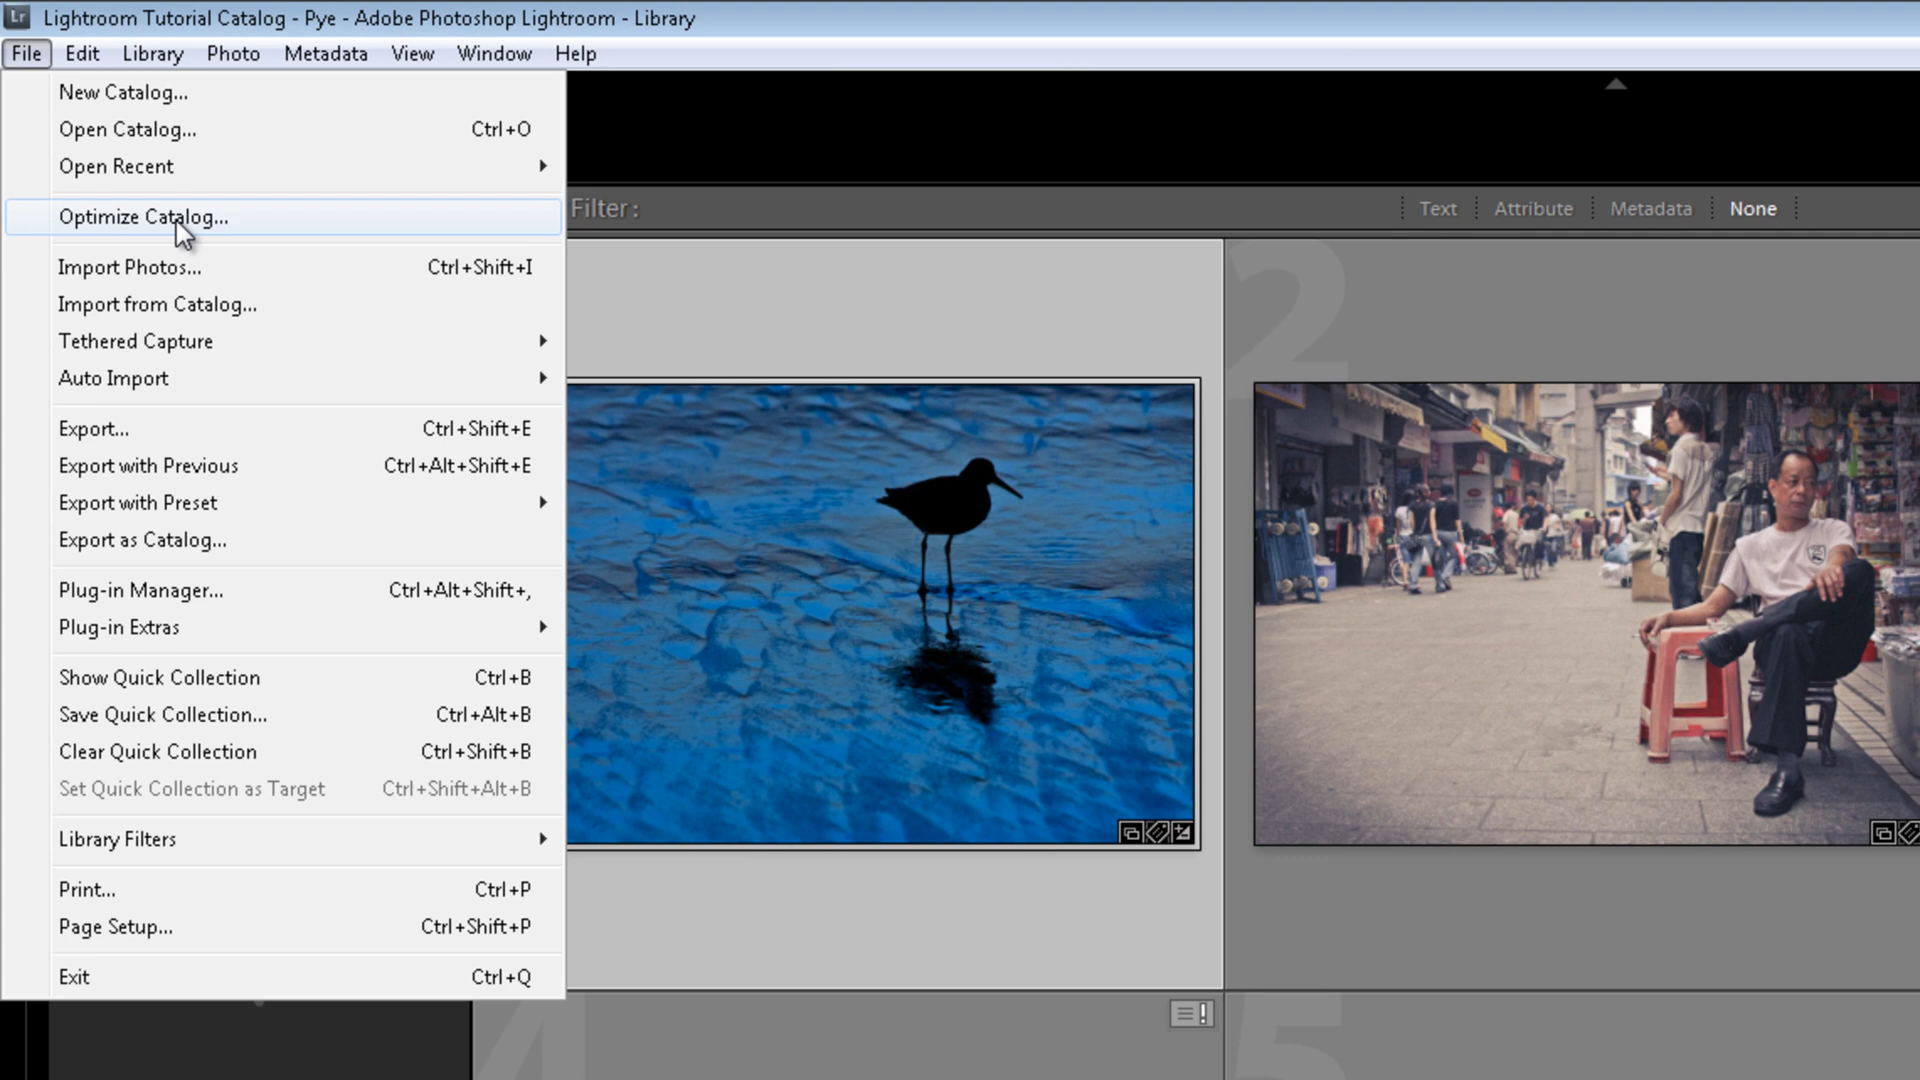 Lr Lightroom Tutorial Catalog - Pye - Adobe Photoshop Lightroom - Library
File Edit Library Photo Metadata View Window Help
New Catalog...
Open Catalog... Ctrl+O
Open Recent
Optimize Catalog...
Filter : Text Attribute Metadata None
Import Photos... Ctrl+Shift+I
Import from Catalog...
Tethered Capture
Auto Import
Export... Ctrl+Shift+E
Export with Previous Ctrl+Alt+Shift+E
Export with Preset
Export as Catalog...
Plug-in Manager... Ctrl+Alt+Shift+,
Plug-in Extras
Show Quick Collection Ctrl+B
Save Quick Collection... Ctrl+Alt+B
Clear Quick Collection Ctrl+Shift+B
Set Quick Collection as Target Ctrl+Shift+Alt+B
Library Filters
Print... Ctrl+P
Page Setup... Ctrl+Shift+P
Exit Ctrl+Q
2
4
5